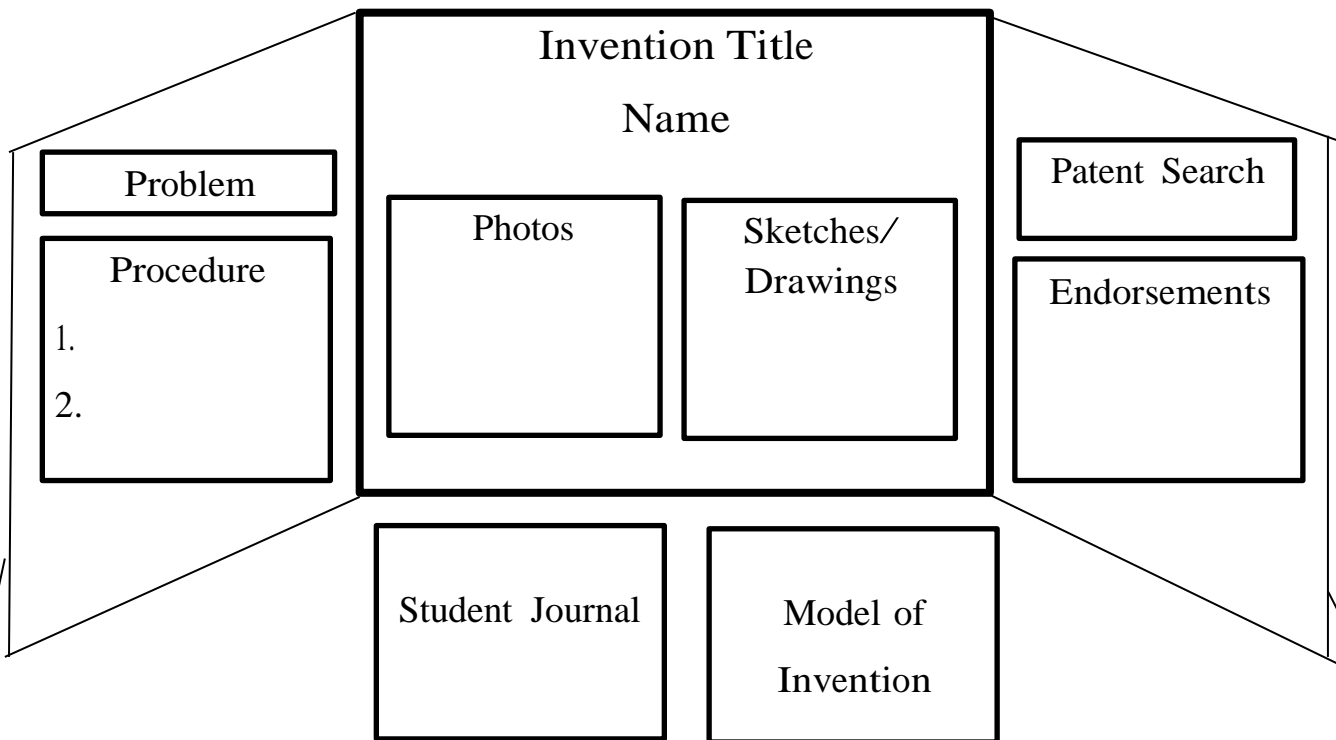 Invention Title
Name
Problem
Procedure
1.
2.
Photos
Sketches/
Drawings
Patent Search
Endorsements
Student Journal
Model of
Invention